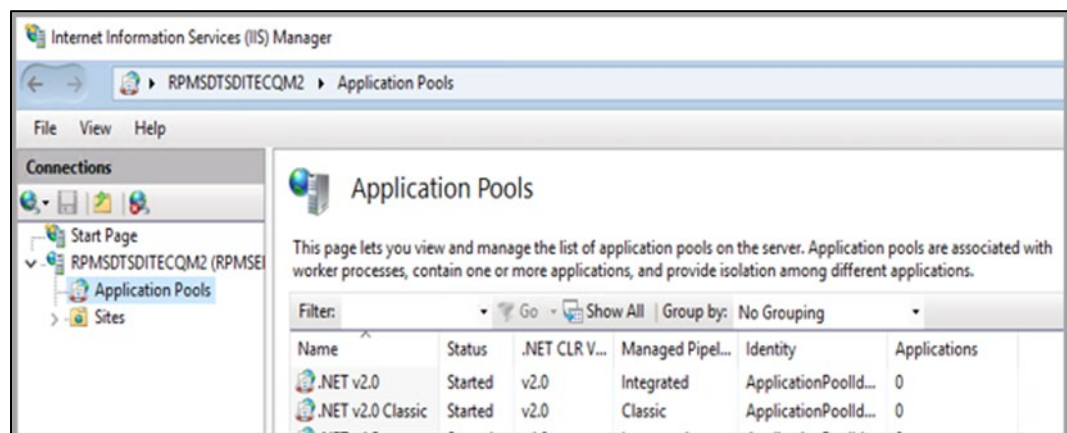 Internet Information Services (IIS) Manager
RPMSDTSDITECQM2 Application Pools
File View Help
Connections
Application Pools
Start Page
RPMSDTSDITECQM2 (RPMSEI
Application Pools
Sites
This page lets you view and manage the list of application pools on the server. Application pools are associated with
worker processes, contain one or more applications, and provide isolation among different applications.
Filter: Go Show All Group by: No Grouping
Name Status .NET CLR V... Managed Pipel... Identity Applications
.NET v2.0 Started v2.0 Integrated ApplicationPoolId... 0
.NET v2.0 Classic Started v2.0 Classic ApplicationPoolId... 0